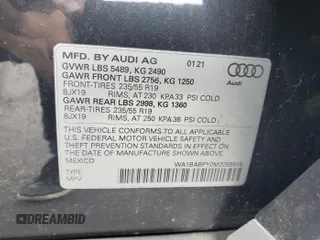 MFD. BY AUDI AG 01 21
GVWR LBS 5489, KG 2490
GAWR FRONT LBS 2756, KG 1250
FRONT-TIRES 235/55 R19
8JX19 RIMS, AT 230 KPA 33 PSI COLD
GAWR REAR LBS 2998, KG 1360
REAR-TIRES 235/55 R19
8JX19 RIMS, AT 250 KPA 36 PSI COLD
THIS VEHICLE CONFORMS TO ALL APPLICABLE
FEDERAL MOTOR VEHICLE SAFETY AND THEFT
PREVENTION STANDARDS IN EFFECT ON THE DATE OF
MANUFACTURE SHOWN ABOVE.
MEXICO
TYPE:
MPV